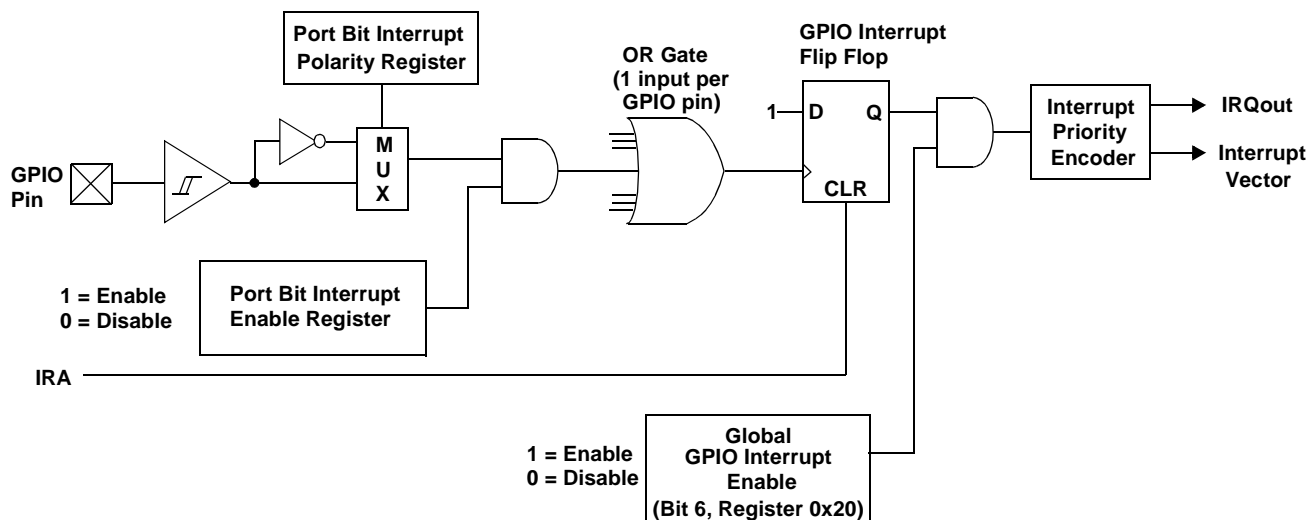 Port Bit Interrupt
Polarity Register
OR Gate
(1 input per
GPIO pin)
GPIO Interrupt
Flip Flop
M
U
X
1
D
Q
CLR
Interrupt
Priority
Encoder
IRQout
Interrupt
Vector
GPIO
Pin
1 = Enable
0 = Disable
Port Bit Interrupt
Enable Register
IRA
1 = Enable
0 = Disable
Global
GPIO Interrupt
Enable
(Bit 6, Register 0x20)